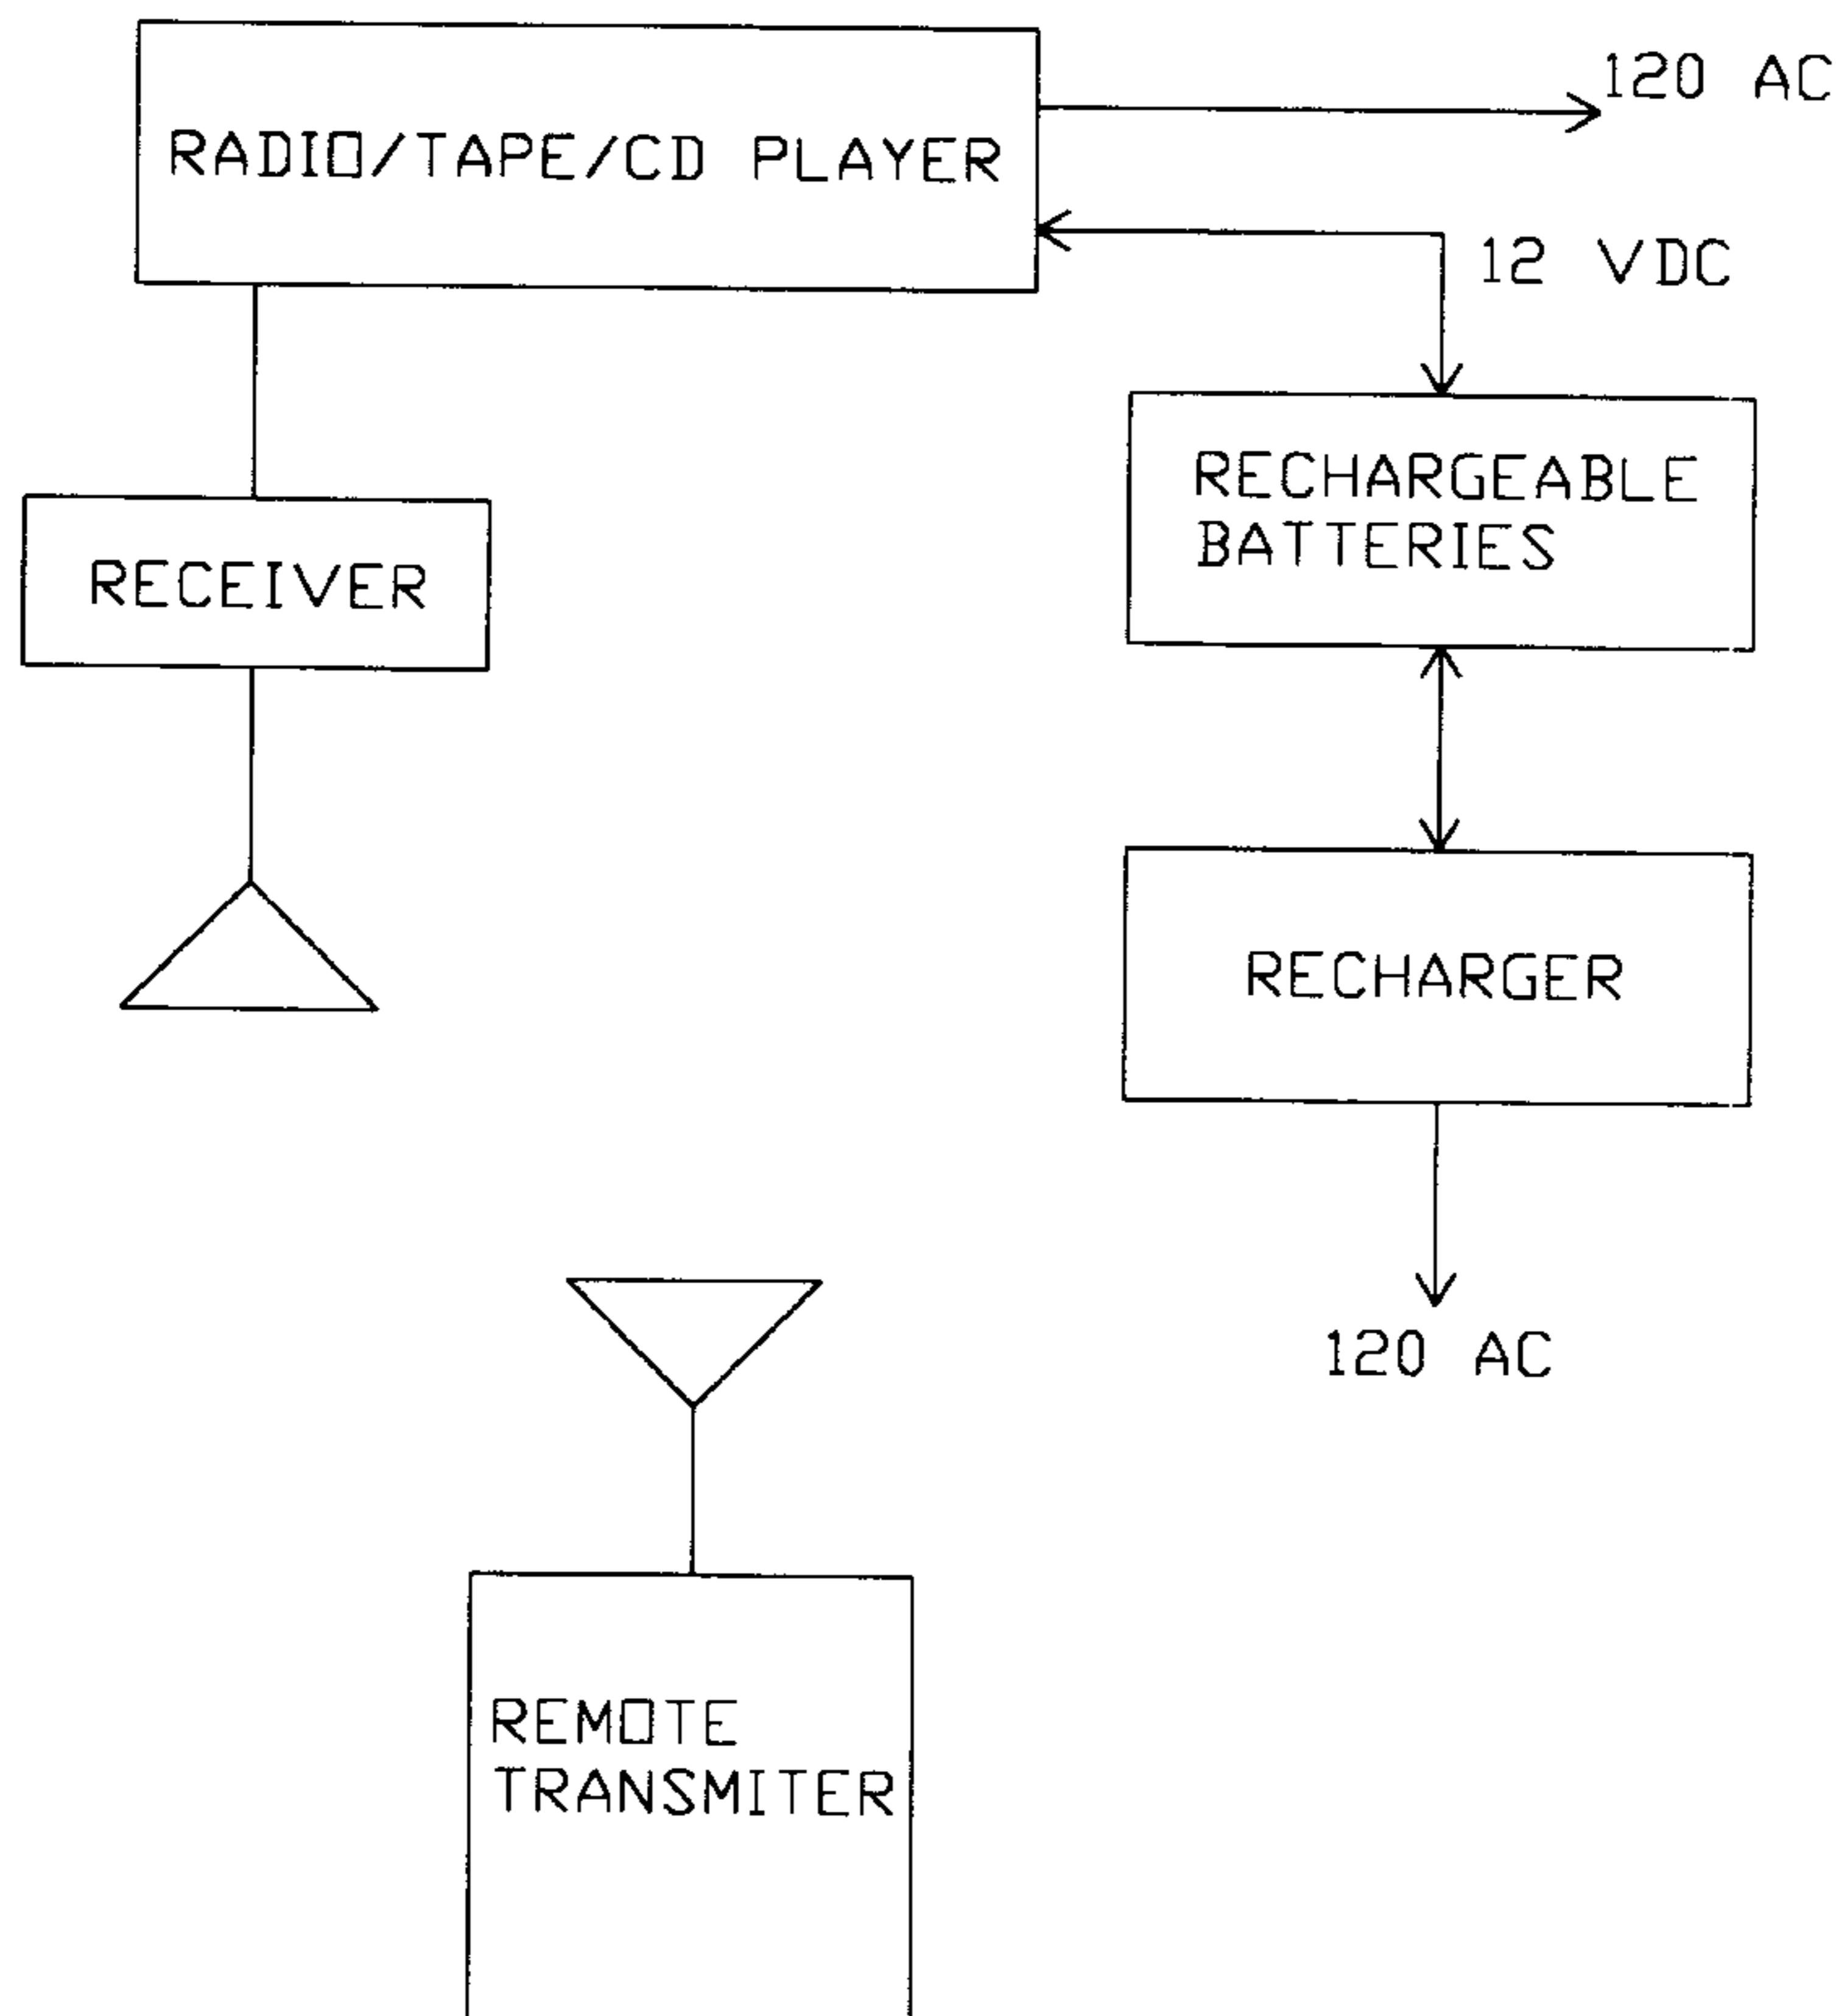 120 AC
RADIO/TAPE/CD PLAYER
12 VDC
RECHARGEABLE
BATTERIES
RECEIVER
RECHARGER
120 AC
REMOTE
TRANSMITER